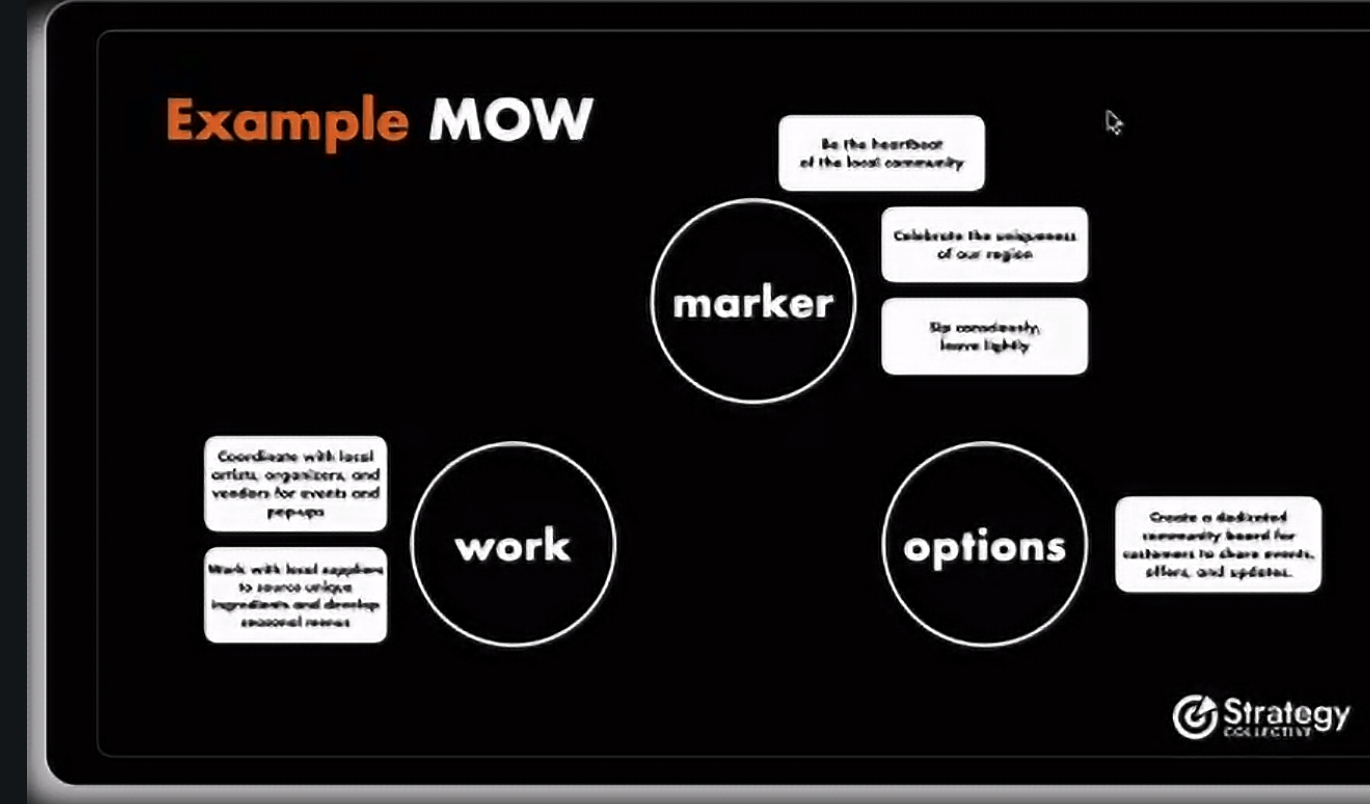 Example MOW
Be the heartbeat
of the local community
Celebrate the uniqueness
of our region
Sip consciously,
leave lightly
marker
Coordinate with local
artists, organizers, and
vendors for events and
pop-ups
Work with local suppliers
to source unique
ingredients and develop
seasonal menus
work
options
Create a dedicated
community board for
customers to share events,
offers, and updates.
Strategy
COLLECTIVE